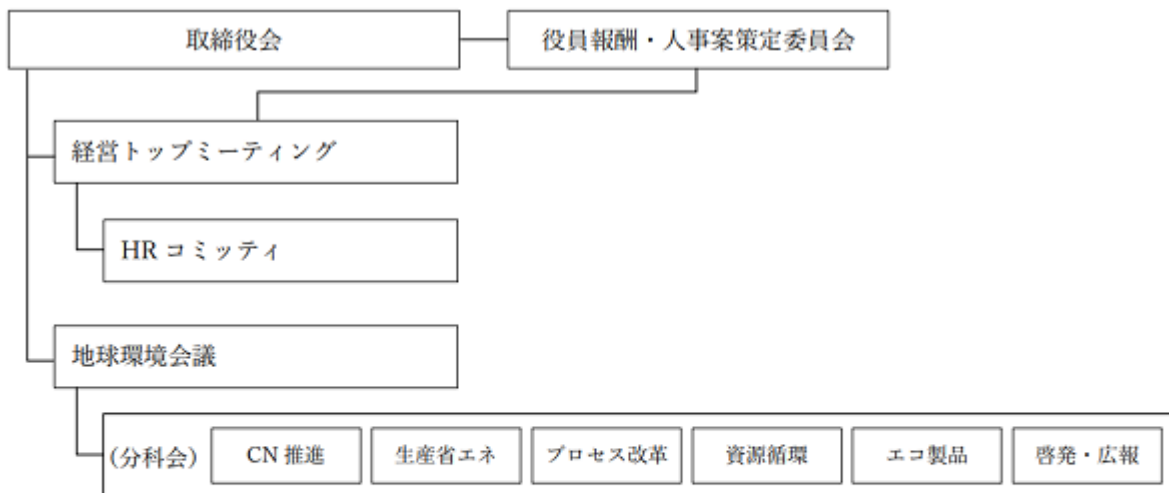 取締役会
役員報酬・人事案策定委員会
経営トップミーティング
HR コミッティ
地球環境会議
(分科会)
CN 推進
生産省エネ
プロセス改革
資源循環
エコ製品
啓発・広報